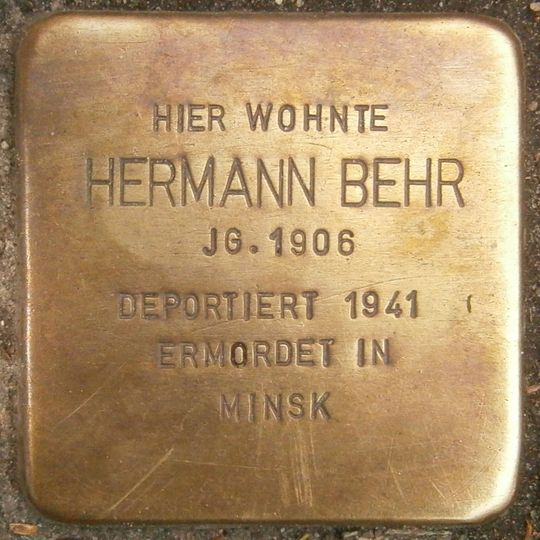 HIER WOHNTE
HERMANN BEHR
JG. 1906
DEPORTIERT 1941
ERMORDET IN
MINSK